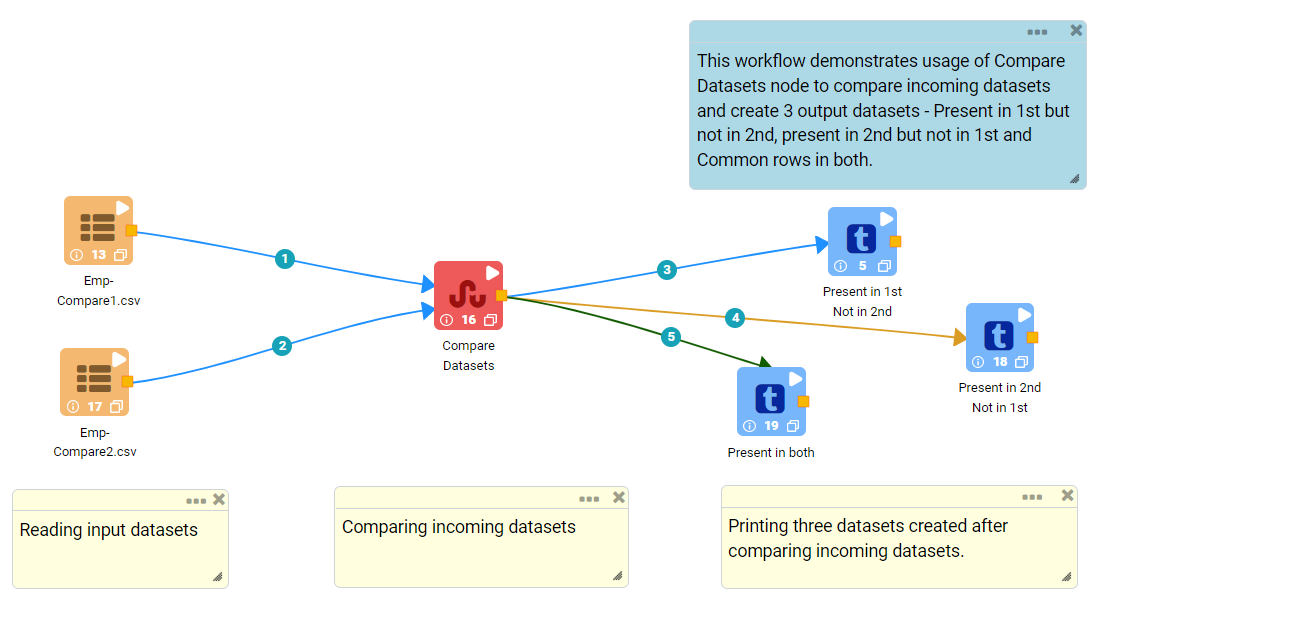 This workflow demonstrates usage of Compare
Datasets node to compare incoming datasets
and create 3 output datasets - Present in 1st but
not in 2nd, present in 2nd but not in 1st and
Common rows in both.
13
Emp-
Compare1.csv
1
17
Emp-
Compare2.csv
2
16
Compare
Datasets
3
t
5
Present in 1st
Not in 2nd
4
t
18
Present in 2nd
Not in 1st
5
t
19
Present in both
Reading input datasets
Comparing incoming datasets
Printing three datasets created after
comparing incoming datasets.